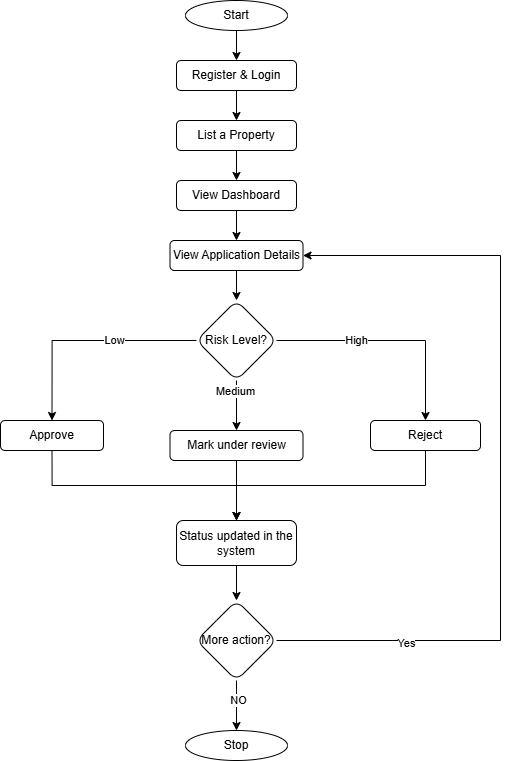 Start
Register & Login
List a Property
View Dashboard
View Application Details
Risk Level?
Low
High
Medium
Approve
Mark under review
Reject
Status updated in the
system
More action?
Yes
NO
Stop